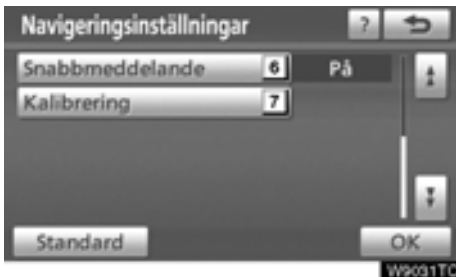 Navigeringsinställningar ?
Snabbmeddelande 6 På
Kalibrering 7
Standard OK
W9031TC